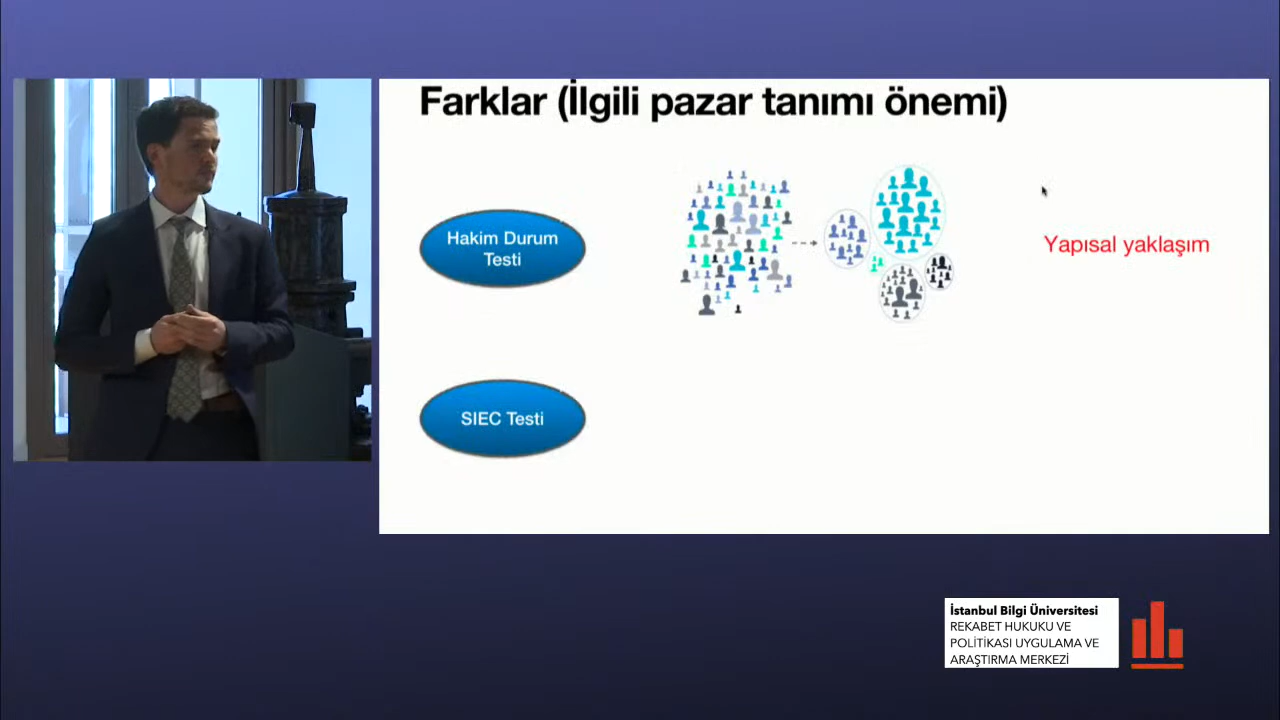 Farklar (İlgili pazar tanımı önemi)
Hakim Durum
Testi
Yapısal yaklaşım
SIEC Testi
İstanbul Bilgi Üniversitesi
REKABET HUKUKU VE
POLİTİKASI UYGULAMA VE
ARAŞTIRMA MERKEZİ